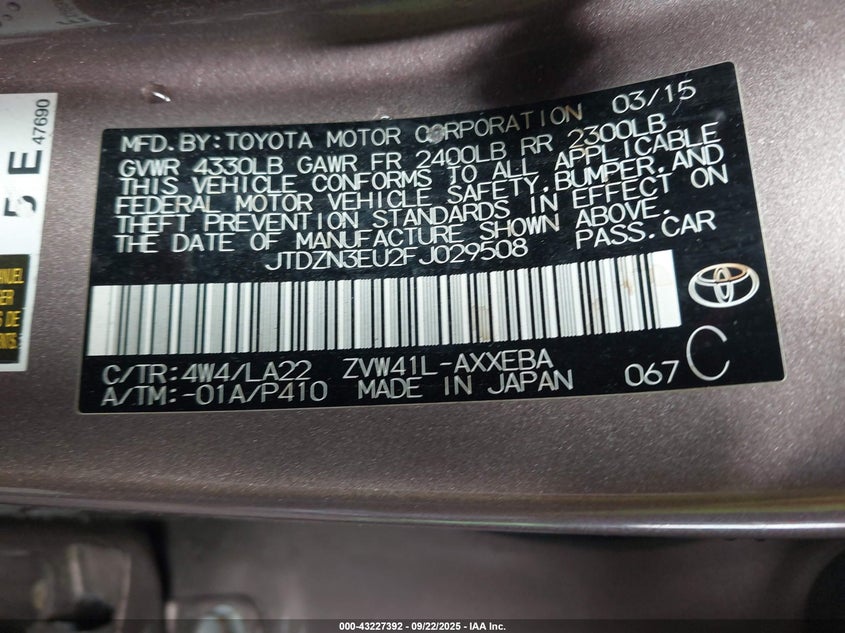 03/15
MFD. BY: TOYOTA MOTOR CORPORATION
GVWR 4330LB GAWR FR 2400LB RR 2300LB
THIS VEHICLE CONFORMS TO ALL APPLICABLE
FEDERAL MOTOR VEHICLE SAFETY, BUMPER, AND
THEFT PREVENTION STANDARDS IN EFFECT ON
THE DATE OF MANUFACTURE SHOWN ABOVE.
JTDZN3EU2FJ029508 PASS. CAR
C/TR: 4W4/LA22 ZVW41L-AXXEBA
A/TM: -01A/P410 MADE IN JAPAN 067 C
5 E
47690
DE
000-43227392 - 09/22/2025 - IAA Inc.